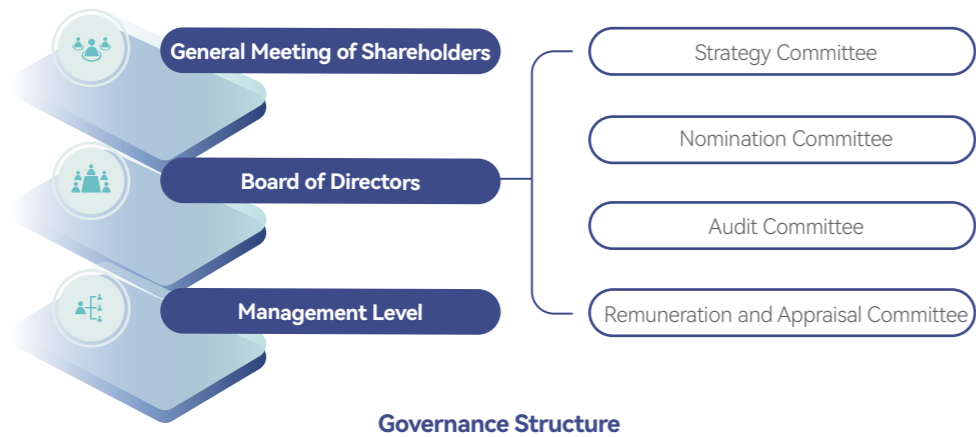 General Meeting of Shareholders
Board of Directors
Management Level
Strategy Committee
Nomination Committee
Audit Committee
Remuneration and Appraisal Committee
Governance Structure